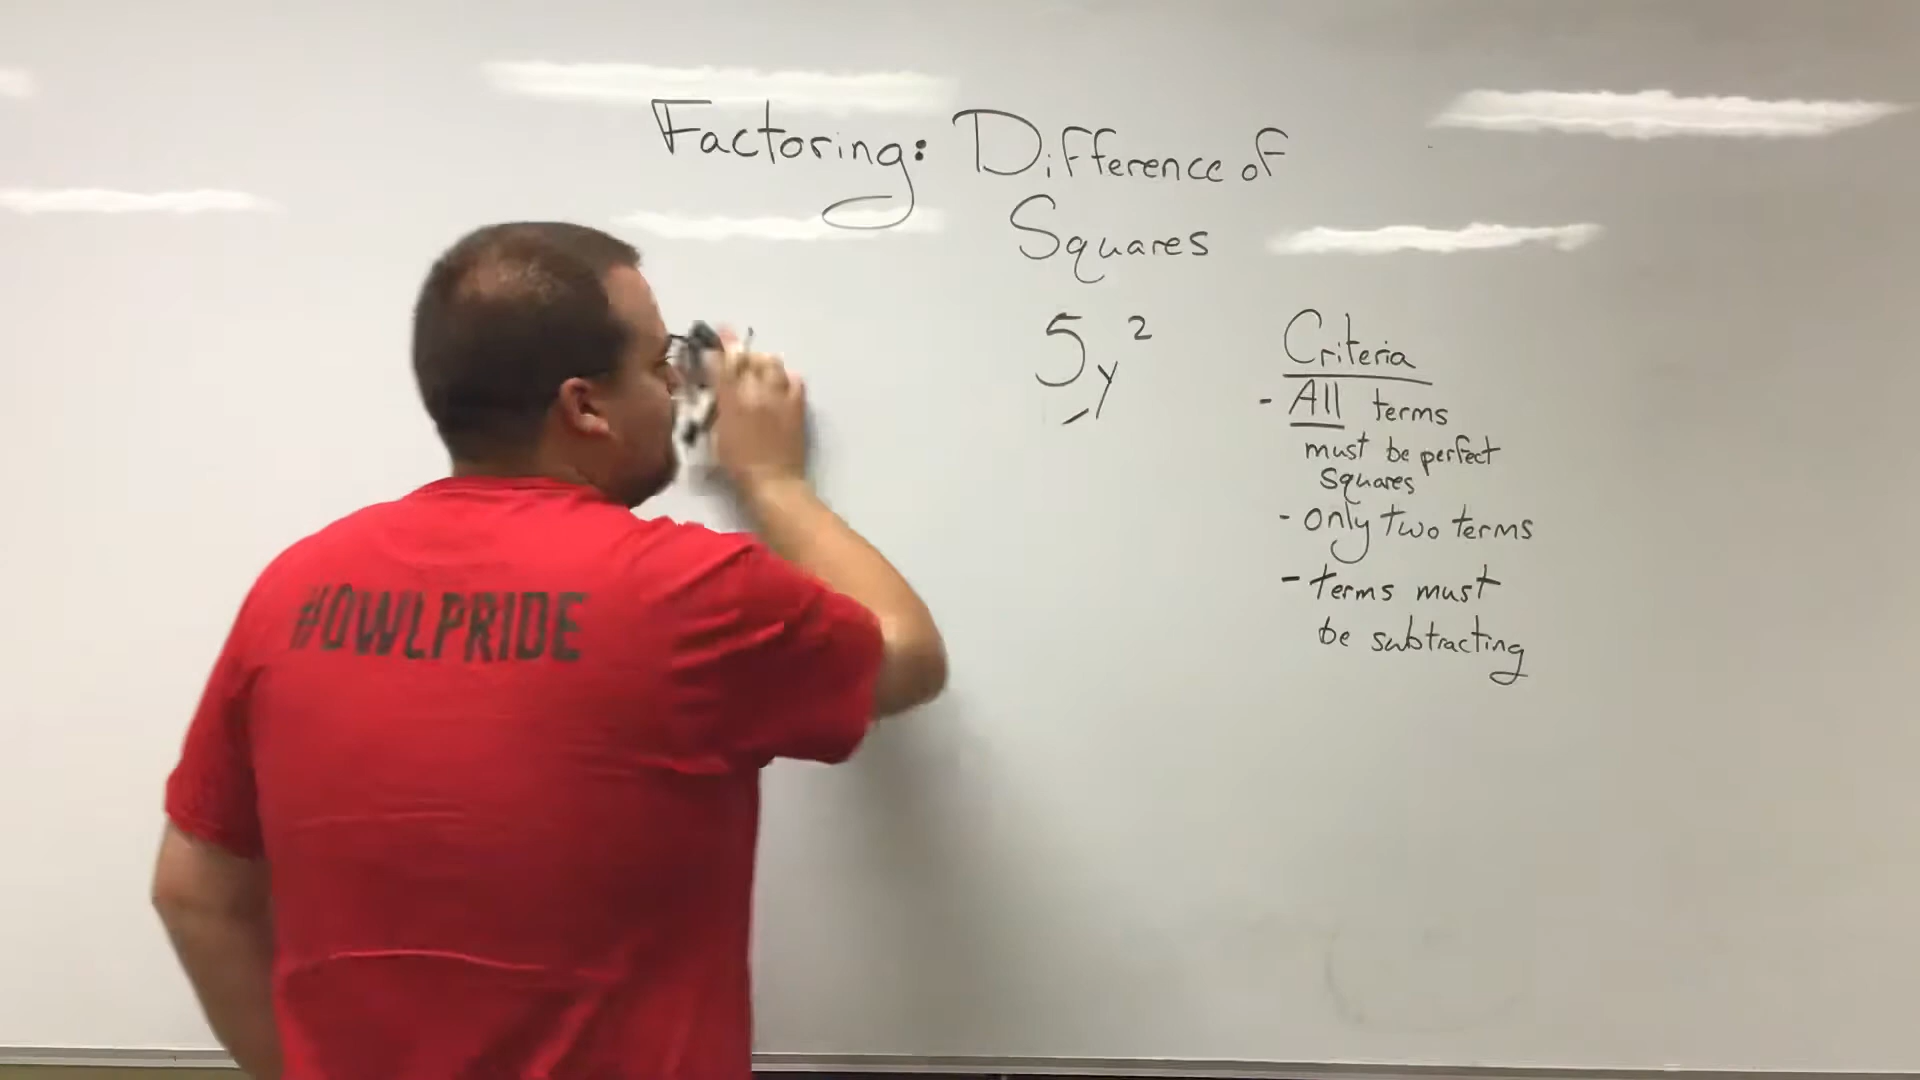 Factoring: Difference of
Squares
5y²
Criteria
- All terms
must be perfect
squares
- only two terms
- terms must
be subtracting
#OWLPRIDE